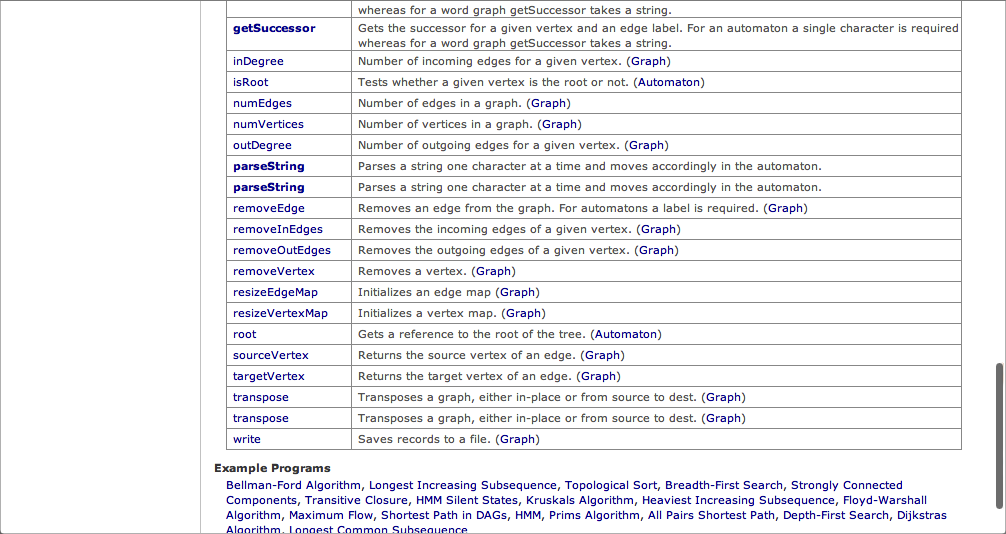 whereas for a word graph getSuccessor takes a string.
getSuccessor Gets the successor for a given vertex and an edge label. For an automaton a single character is required
whereas for a word graph getSuccessor takes a string.
inDegree Number of incoming edges for a given vertex. (Graph)
isRoot Tests whether a given vertex is the root or not. (Automaton)
numEdges Number of edges in a graph. (Graph)
numVertices Number of vertices in a graph. (Graph)
outDegree Number of outgoing edges for a given vertex. (Graph)
parseString Parses a string one character at a time and moves accordingly in the automaton.
parseString Parses a string one character at a time and moves accordingly in the automaton.
removeEdge Removes an edge from the graph. For automatons a label is required. (Graph)
removeInEdges Removes the incoming edges of a given vertex. (Graph)
removeOutEdges Removes the outgoing edges of a given vertex. (Graph)
removeVertex Removes a vertex. (Graph)
resizeEdgeMap Initializes an edge map (Graph)
resizeVertexMap Initializes a vertex map. (Graph)
root Gets a reference to the root of the tree. (Automaton)
sourceVertex Returns the source vertex of an edge. (Graph)
targetVertex Returns the target vertex of an edge. (Graph)
transpose Transposes a graph, either in-place or from source to dest. (Graph)
transpose Transposes a graph, either in-place or from source to dest. (Graph)
write Saves records to a file. (Graph)
Example Programs
Bellman-Ford Algorithm, Longest Increasing Subsequence, Topological Sort, Breadth-First Search, Strongly Connected
Components, Transitive Closure, HMM Silent States, Kruskals Algorithm, Heaviest Increasing Subsequence, Floyd-Warshall
Algorithm, Maximum Flow, Shortest Path in DAGs, HMM, Prims Algorithm, All Pairs Shortest Path, Depth-First Search, Dijkstras
Algorithm, Longest Common Subsequence